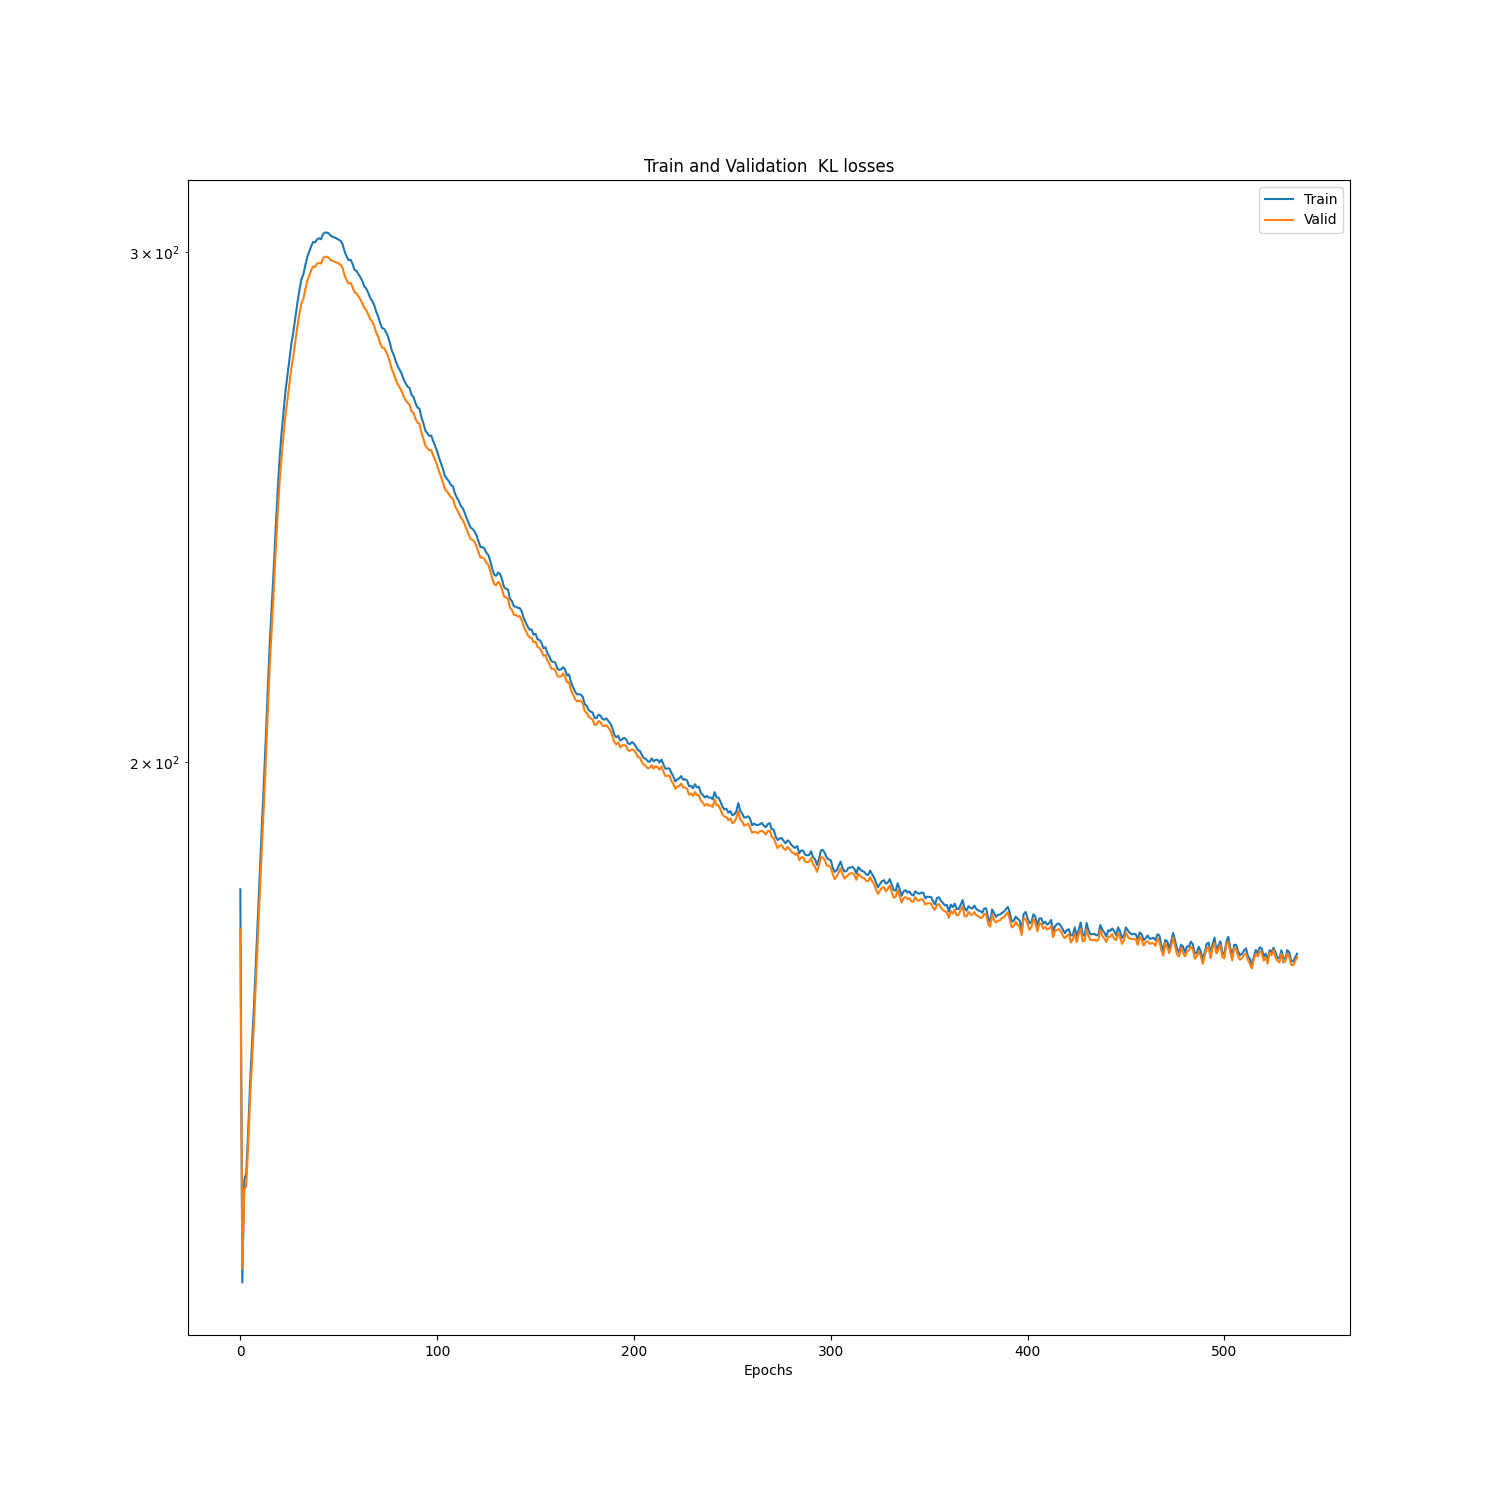 Train and Validation  KL losses
Train
Valid
3 × 10²
2 × 10²
0 100 200 300 400 500
Epochs